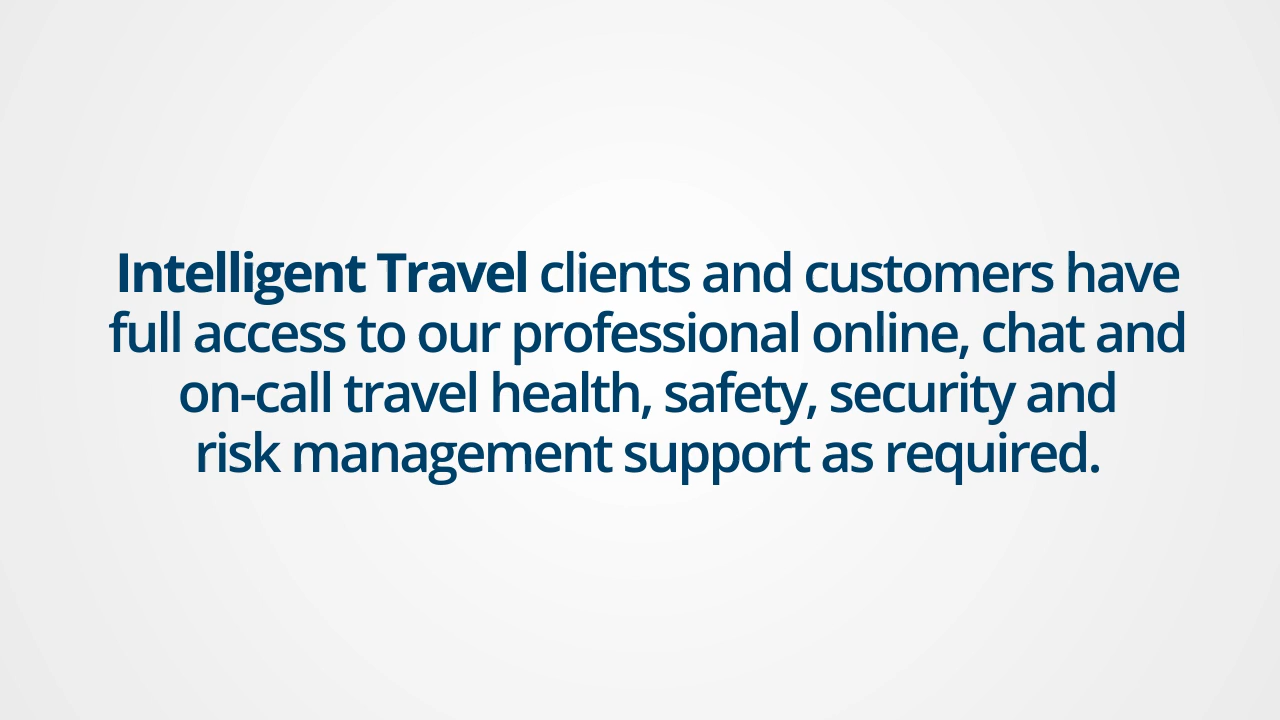 Intelligent Travel clients and customers have
full access to our professional online, chat and
on-call travel health, safety, security and
risk management support as required.